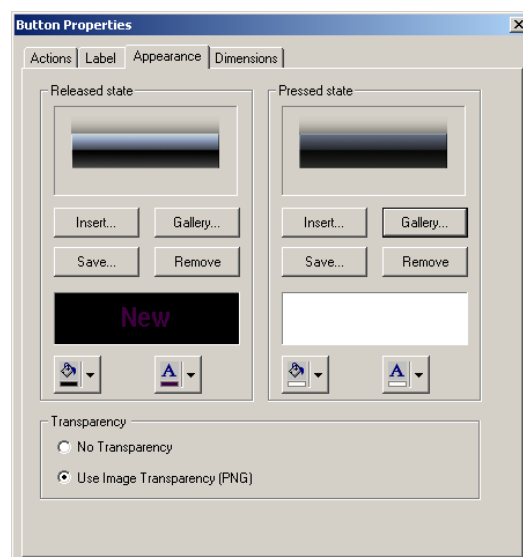 Button Properties
Actions Label Appearance Dimensions
Released state
Pressed state
Insert... Gallery...
Insert... Gallery...
Save... Remove
Save... Remove
New
A
A
Transparency
No Transparency
Use Image Transparency (PNG)